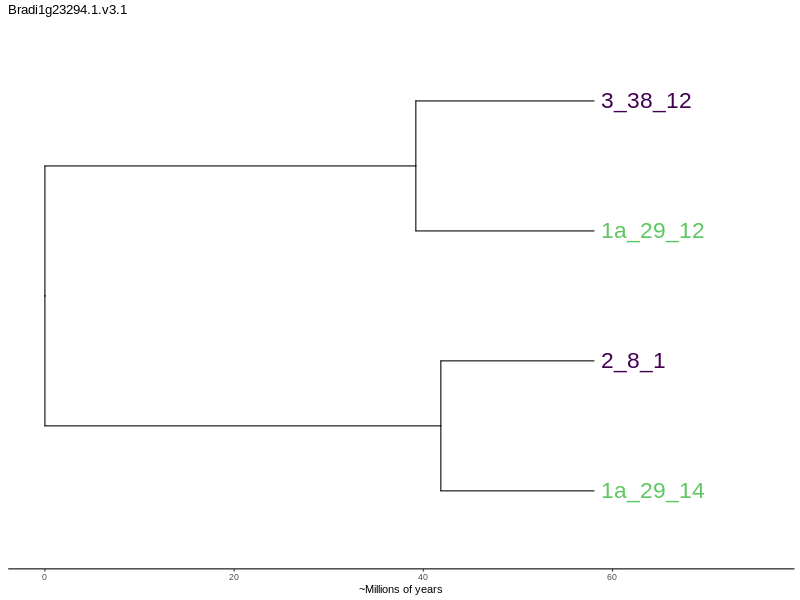 Bradi1g23294.1.v3.1
3_38_12
1a_29_12
2_8_1
1a_29_14
0 20 40 60
~Millions of years